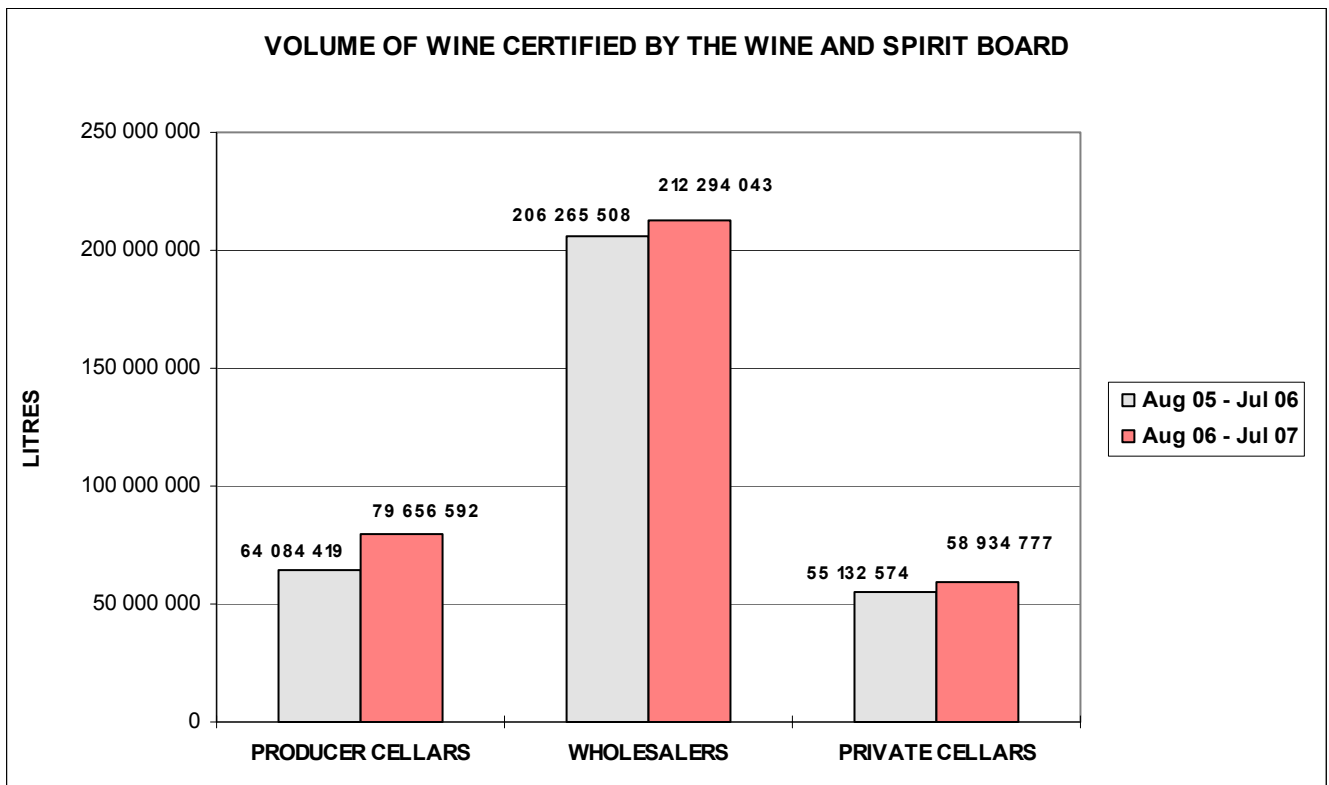 VOLUME OF WINE CERTIFIED BY THE WINE AND SPIRIT BOARD
LITRES
250 000 000
200 000 000
150 000 000
100 000 000
50 000 000
0
64 084 419
79 656 592
206 265 508
212 294 043
55 132 574
58 934 777
PRODUCER CELLARS
WHOLESALERS
PRIVATE CELLARS
Aug 05 - Jul 06
Aug 06 - Jul 07